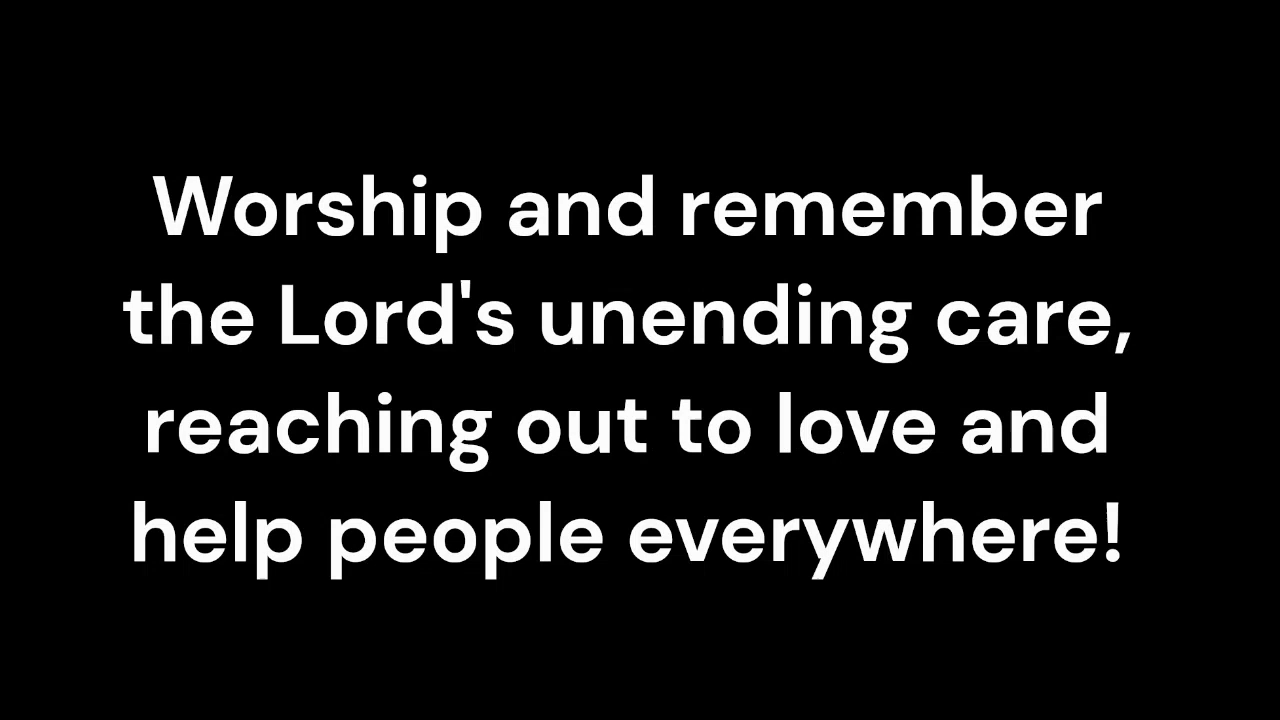 Worship and remember
the Lord's unending care,
reaching out to love and
help people everywhere!